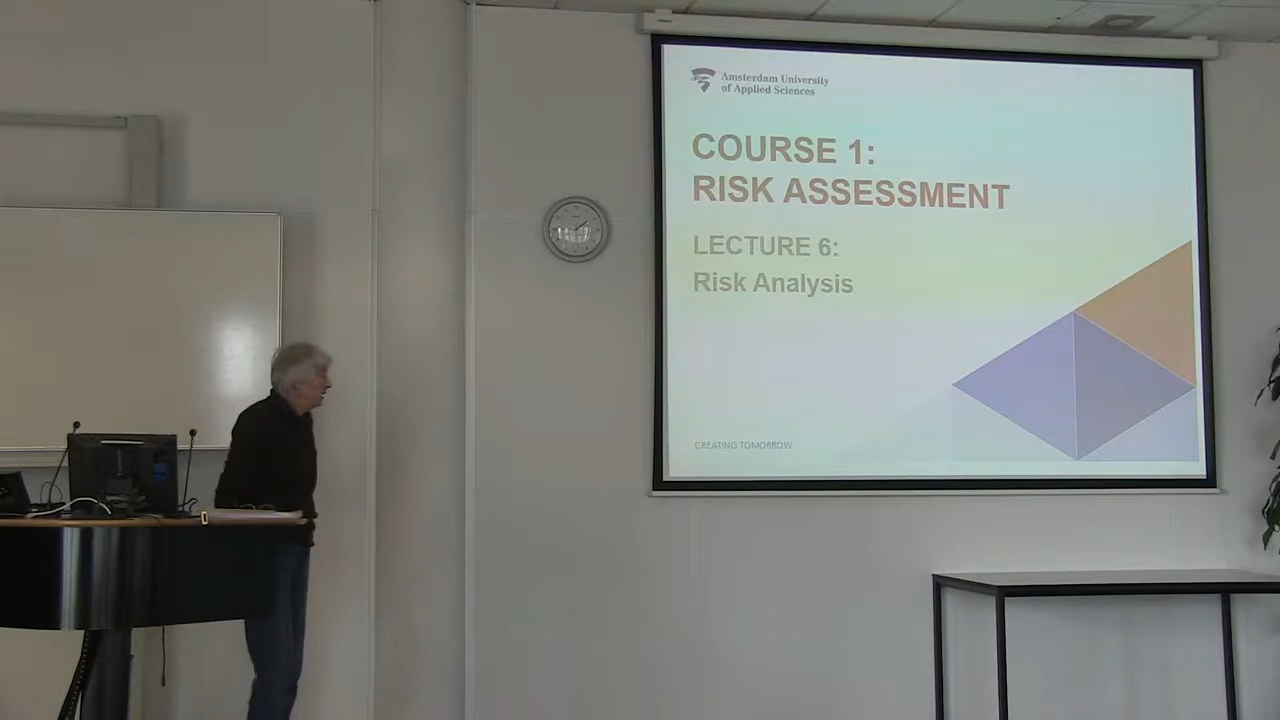 Amsterdam University
of Applied Sciences
COURSE 1:
RISK ASSESSMENT
LECTURE 6:
Risk Analysis
CREATING TOMORROW